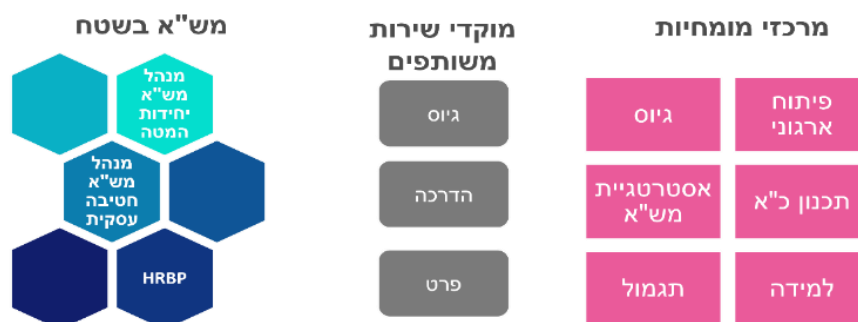 מרכזי מומחיות
פיתוח
ארגוני
גיוס
תכנון כ"א
אסטרטגיית
מש"א
למידה
תגמול
מוקדי שירות
משותפים
גיוס
הדרכה
פרט
מש"א בשטח
מנהל
מש"א
יחידות
המטה
מנהל
מש"א
חטיבה
עסקית
HRBP